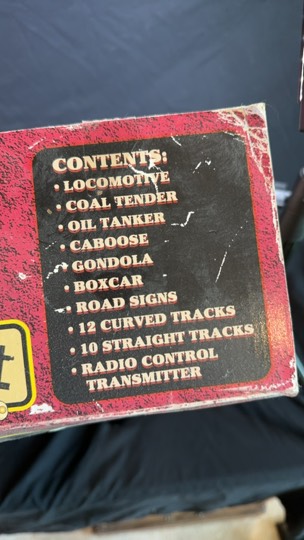 CONTENTS:
• LOCOMOTIVE
• COAL TENDER
• OIL TANKER
• CABOOSE
• GONDOLA
• BOXCAR
• ROAD SIGNS
• 12 CURVED TRACKS
• 10 STRAIGHT TRACKS
• RADIO CONTROL
TRANSMITTER